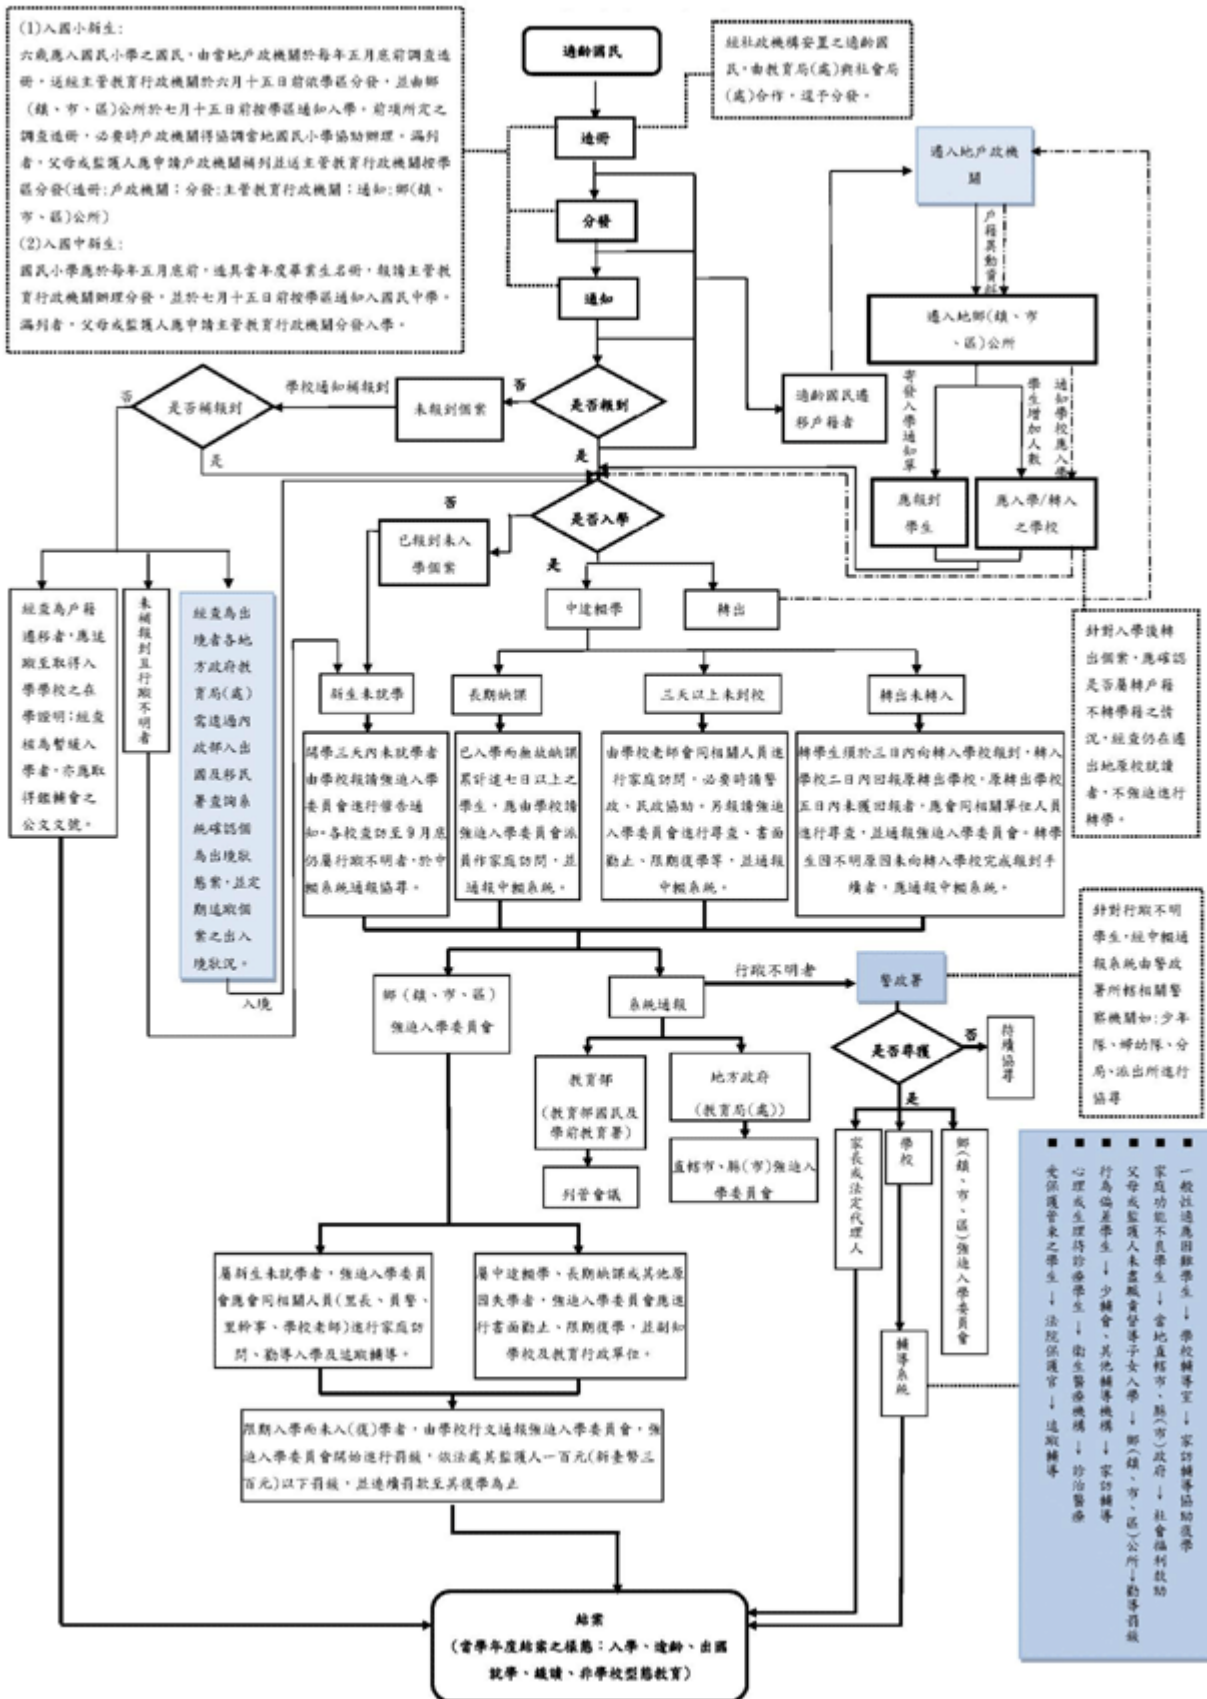 (1)入國小新生:
六歲應入國民小學之國民，由當地戶政機關於每年五月底前調查造
冊，送經主管教育行政機關於六月十五日前依學區分發，並由鄉
(鎮、市、區)公所於七月十五日前按學區通知入學。前項所定之
調查造冊，必要時戶政機關得協調當地國民小學協助辦理。漏列
者，父母或監護人應申請戶政機關補列並送主管教育行政機關按學
區分發(造冊:戶政機關；分發:主管教育行政機關；通知:鄉(鎮、
市、區)公所)
(2)入國中新生:
國民小學應於每年五月底前，造具當年度畢業生名冊，報請主管教
育行政機關辦理分發，並於七月十五日前按學區通知入國民中學。
漏列者，父母或監護人應申請主管教育行政機關分發入學。
適齡國民
經社政機構安置之適齡國
民，由教育局(處)與社會局
(處)合作，逕予分發。
造冊
分發
通知
遷入地戶政機
關
戶籍異動資料
遷入地鄉(鎮、市
、區)公所
寄發入學通知單
學生增加人數
通知學校應入學
適齡國民遷
移戶籍者
應報到
學生
應入學/轉入
之學校
是否報到
否
未報到個案
學校通知補報到
是否補報到
否
是
是
是否入學
否
已報到未入
學個案
是
中途輟學
轉出
針對入學後轉
出個案，應確認
是否屬轉戶籍
不轉學籍之情
況，經查仍在遷
出地原校就讀
者，不強迫進行
轉學。
經查為戶籍
遷移者，應追
蹤至取得入
學學校之在
學證明；經查
核為暫緩入
學者，亦應取
得鑑輔會之
公文文號。
未補報到且行蹤不明者
經查為出
境者各地
方政府教
育局(處)
需透過內
政部入出
國及移民
署查詢系
統確認個
為出境狀
態案，並定
期追蹤個
案之出入
境狀況。
入境
新生未就學
長期缺課
三天以上未到校
轉出未轉入
開學三天內未就學者
由學校報請強迫入學
委員會進行催告通
知。各校查訪至9月底
仍屬行蹤不明者，於中
輟系統通報協尋。
已入學而無故缺課
累計達七日以上之
學生，應由學校請
強迫入學委員會派
員作家庭訪問，並
通報中輟系統。
由學校老師會同相關人員進
行家庭訪問。必要時請警
政、民政協助。另報請強迫
入學委員會進行尋查、書面
勸止、限期復學等，並通報
中輟系統。
轉學生須於三日內向轉入學校報到，轉入
學校二日內回報原轉出學校。原轉出學校
五日內未獲回報者，應會同相關單位人員
進行尋查，並通報強迫入學委員會。轉學
生因不明原因未向轉入學校完成報到手
續者，應通報中輟系統。
鄉(鎮、市、區)
強迫入學委員會
系統通報
行蹤不明者
警政署
針對行蹤不明
學生，經中輟通
報系統由警政
署所轄相關警
察機關如:少年
隊、婦幼隊、分
局、派出所進行
協尋
是否尋獲
否
持續協尋
是
教育部
(教育部國民及
學前教育署)
列管會議
地方政府
(教育局(處))
直轄市、縣(市)強迫入
學委員會
家長或法定代理人
學校
鄉(鎮、市、區)強迫入學委員會
輔導系統
■ 一般性適應困難學生→學校輔導室→家訪輔導協助復學
■ 家庭功能不良學生→當地直轄市、縣(市)政府→社會福利救助
■ 父母或監護人未盡職責督導子女入學→鄉(鎮、市、區)公所→勸導罰鍰
■ 行為偏差學生→少輔會、其他輔導機構→家訪輔導
■ 心理或生理待診療學生→衛生醫療機構→診治醫療
■ 受保護管束之學生→法院保護官→追蹤輔導
屬新生未就學者，強迫入學委員
會應會同相關人員(里長、員警、
里幹事、學校老師)進行家庭訪
問、勸導入學及追蹤輔導。
屬中途輟學、長期缺課或其他原
因失學者，強迫入學委員會應進
行書面勸止、限期復學，並副知
學校及教育行政單位。
限期入學而未入(復)學者，由學校行文通報強迫入學委員會，強
迫入學委員會開始進行罰鍰，依法處其監護人一百元(新臺幣三
百元)以下罰鍰，並連續罰款至其復學為止
結案
(當學年度結案之樣態：入學、逾齡、出國
就學、緩讀、非學校型態教育)